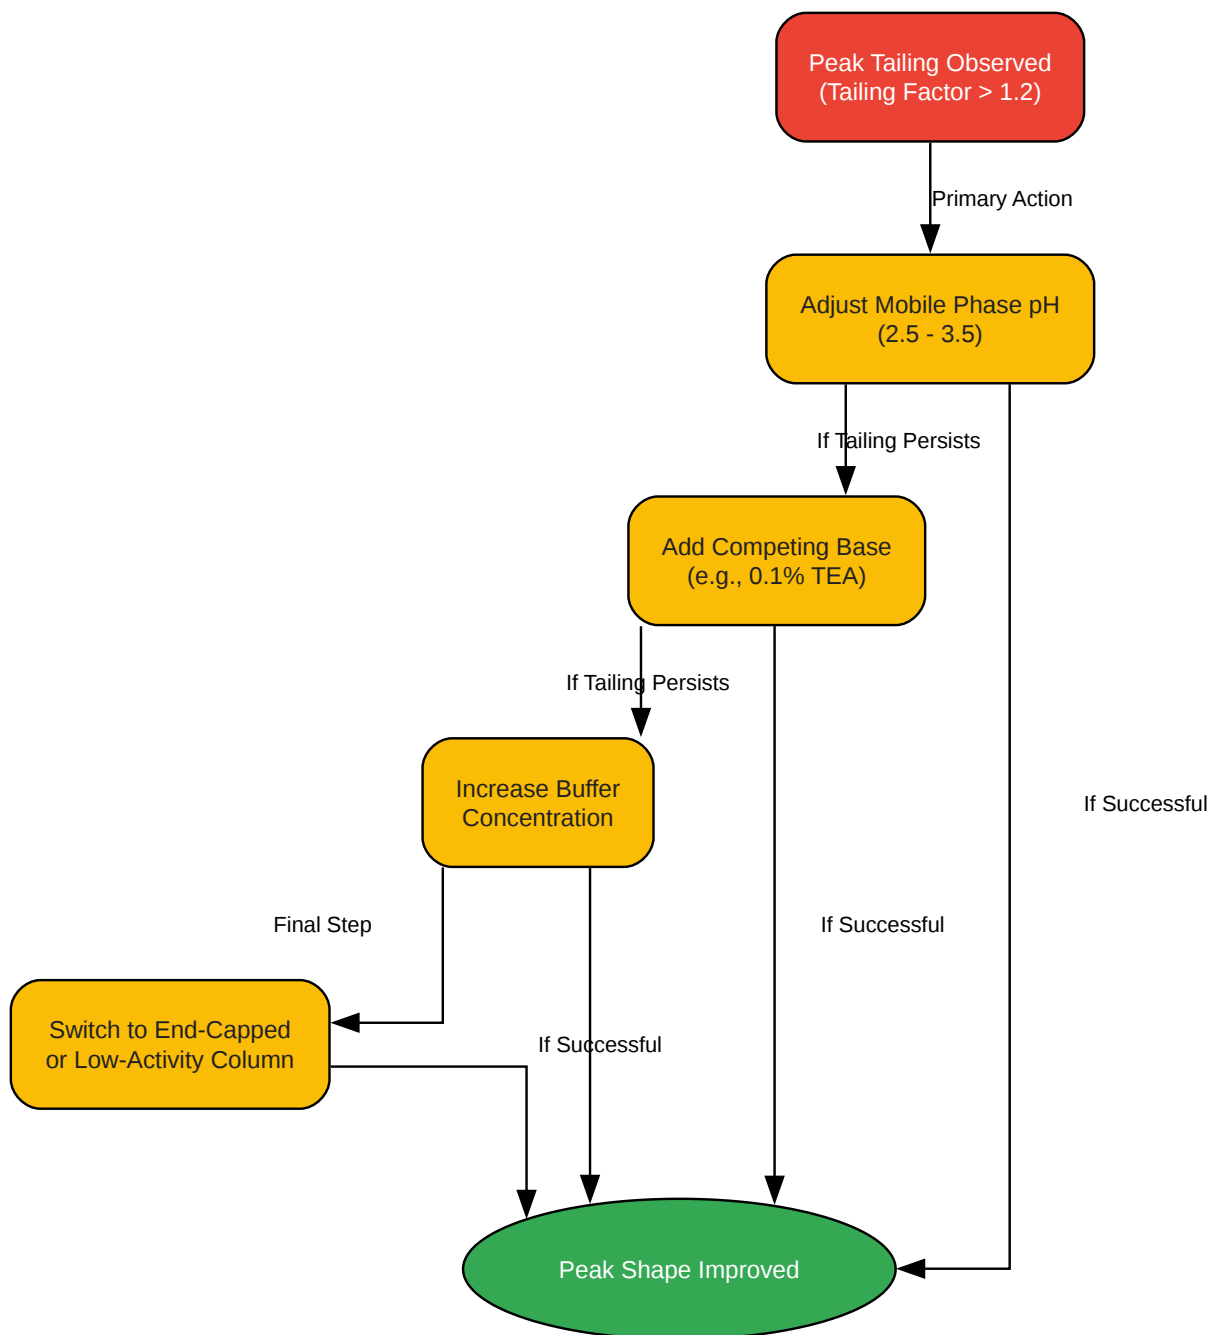 Peak Tailing Observed
(Tailing Factor > 1.2)
Primary Action
Adjust Mobile Phase pH
(2.5 - 3.5)
If Tailing Persists
Add Competing Base
(e.g., 0.1% TEA)
If Tailing Persists
Increase Buffer
Concentration
If Successful
Final Step
If Successful
Switch to End-Capped
or Low-Activity Column
If Successful
Peak Shape Improved